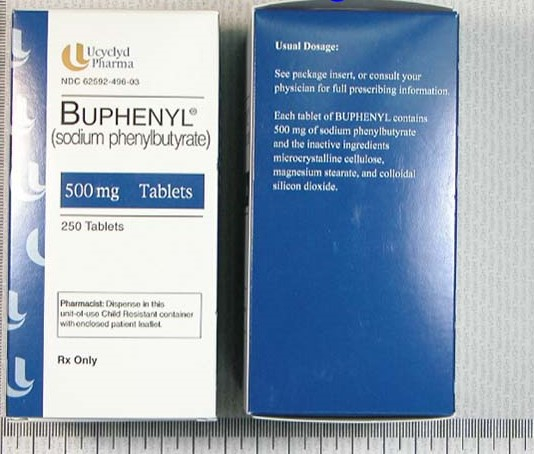 Ucyclyd
Pharma
NDC 62592-496-03
BUPHENYL®
(sodium phenylbutyrate)
500 mg Tablets
250 Tablets
Pharmacist: Dispense in this
unit-of-use Child Resistant container
with enclosed patient leaflet.
Rx Only
Usual Dosage:
See package insert, or consult your
physician for full prescribing information.
Each tablet of BUPHENYL contains
500 mg of sodium phenylbutyrate
and the inactive ingredients
microcrystalline cellulose,
magnesium stearate, and colloidal
silicon dioxide.